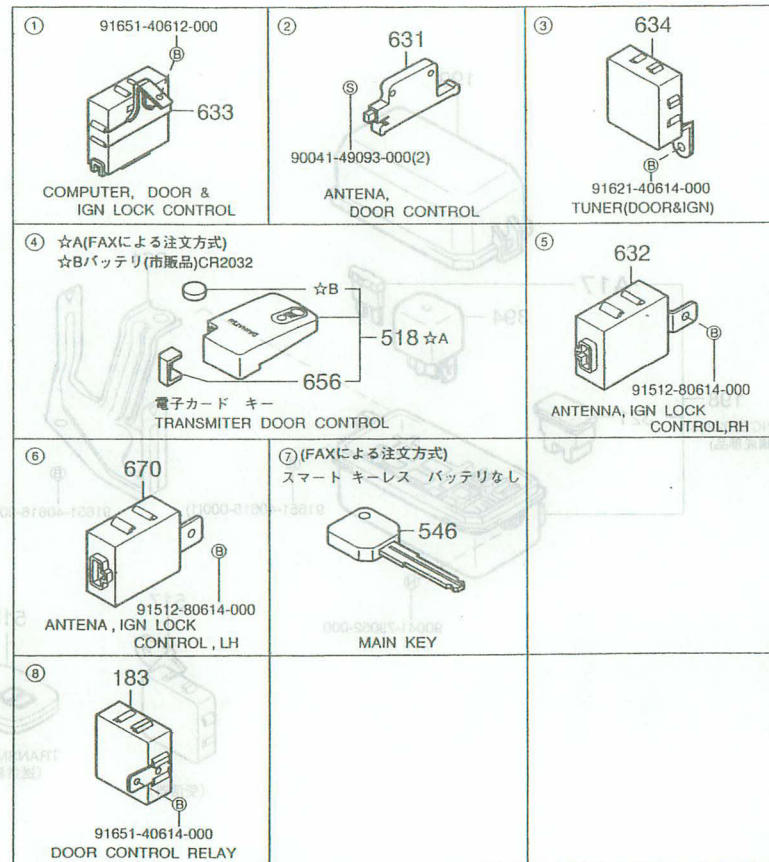 ① 91651-40612-000
Ⓑ
633
COMPUTER, DOOR &
IGN LOCK CONTROL
② 631
Ⓢ
90041-49093-000(2)
ANTENA,
DOOR CONTROL
③ 634
Ⓑ
91621-40614-000
TUNER(DOOR&IGN)
④ ☆A(FAXによる注文方式)
☆Bバッテリ(市販品)CR2032
☆B
518 ☆A
656
電子カード キー
TRANSMITER DOOR CONTROL
⑤ 632
Ⓑ
91512-80614-000
ANTENNA, IGN LOCK
CONTROL,RH
⑥ 670
Ⓑ
91512-80614-000
ANTENA , IGN LOCK
CONTROL , LH
⑦ (FAXによる注文方式)
スマート キーレス バッテリなし
546
MAIN KEY
⑧ 183
Ⓑ
91651-40614-000
DOOR CONTROL RELAY